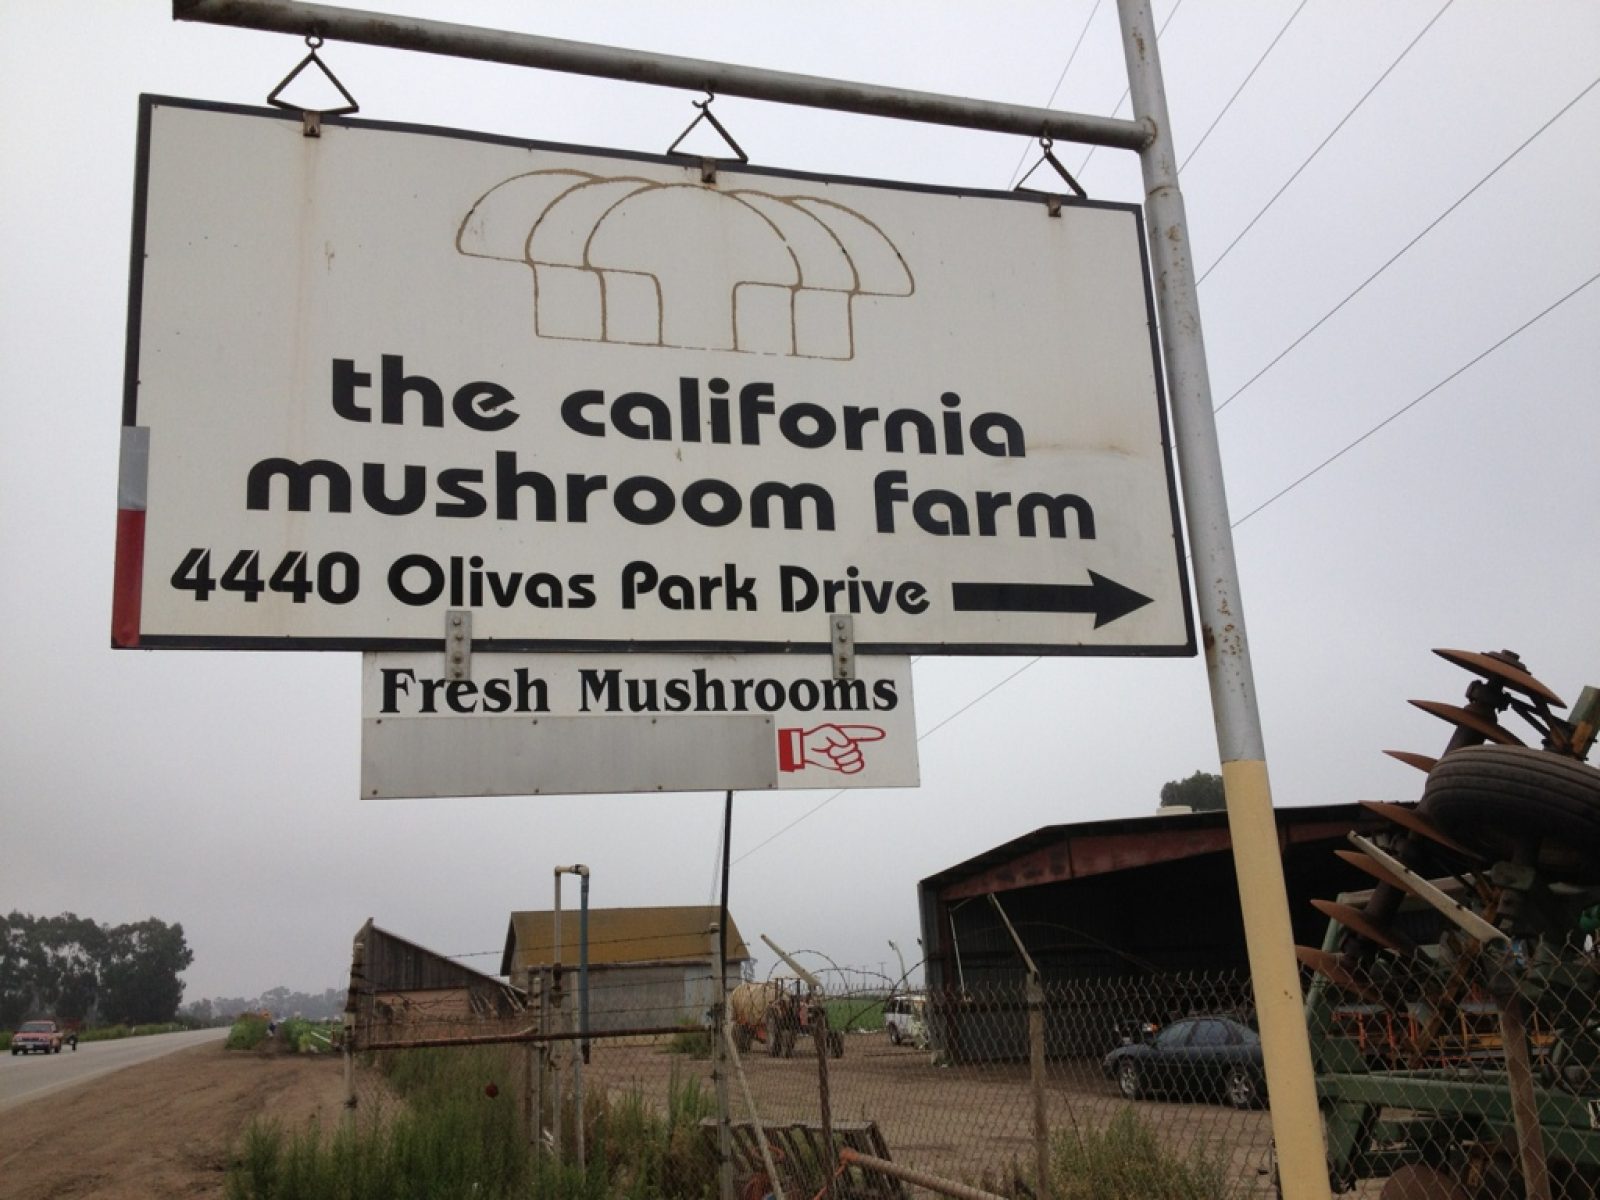 the california
mushroom farm
4440 Olivas Park Drive
Fresh Mushrooms